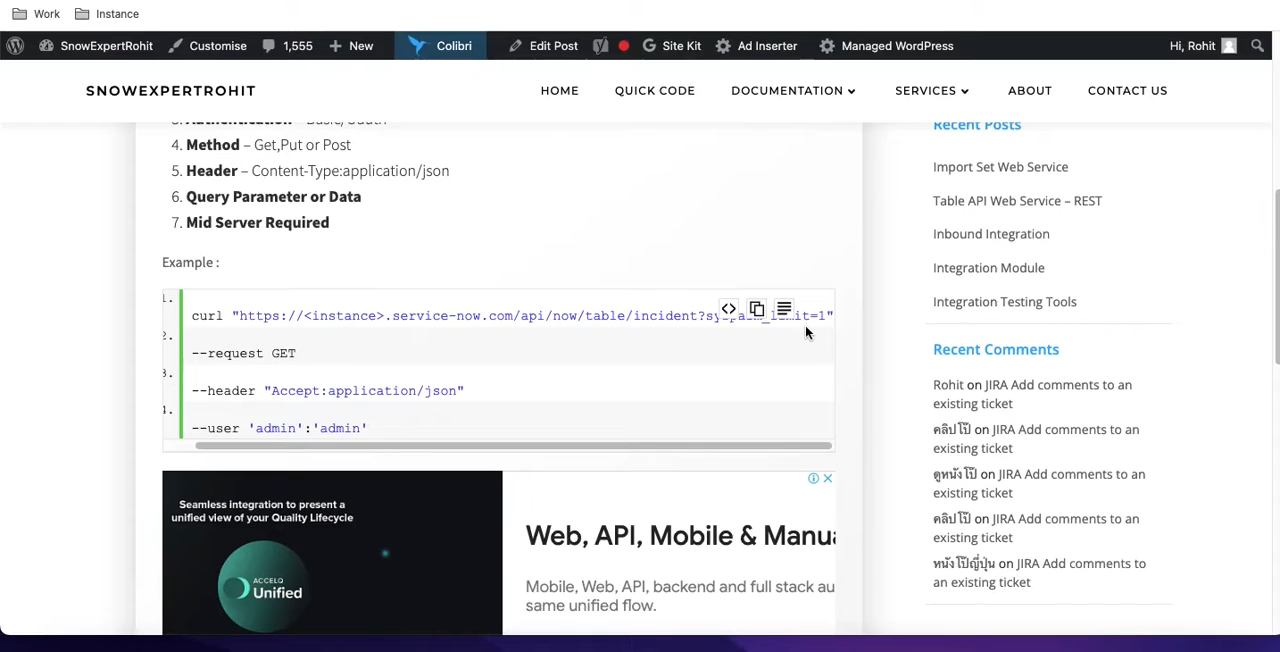 Work Instance
SnowExpertRohit Customise 1,555 New Colibri Edit Post Site Kit Ad Inserter Managed WordPress Hi, Rohit
SNOWEXPERTROHIT HOME QUICK CODE DOCUMENTATION SERVICES ABOUT CONTACT US
4. Method – Get,Put or Post
5. Header – Content-Type:application/json
6. Query Parameter or Data
7. Mid Server Required
Example :
1.
curl "https://<instance>.service-now.com/api/now/table/incident?sysparm_limit=1"
2.
--request GET
3.
--header "Accept:application/json"
4.
--user 'admin':'admin'
Seamless integration to present a
unified view of your Quality Lifecycle
ACCELQ
Unified
Web, API, Mobile & Manua
Mobile, Web, API, backend and full stack au
same unified flow.
Recent Posts
Import Set Web Service
Table API Web Service – REST
Inbound Integration
Integration Module
Integration Testing Tools
Recent Comments
Rohit on JIRA Add comments to an
existing ticket
คลิปโป๊ on JIRA Add comments to an
existing ticket
ดูหนังโป๊ on JIRA Add comments to an
existing ticket
คลิปโป๊ on JIRA Add comments to an
existing ticket
หนังโป๊ญี่ปุ่น on JIRA Add comments to
an existing ticket